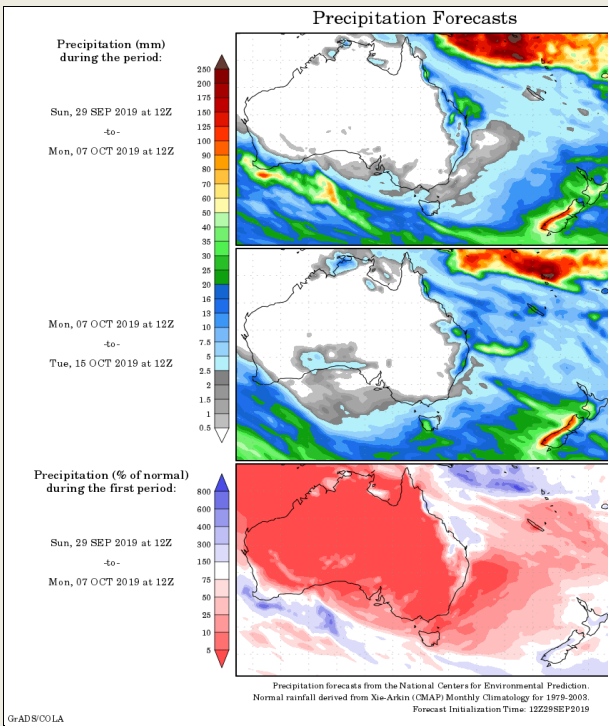 Precipitation Forecasts
Precipitation (mm)
during the period:
Sun, 29 SEP 2019 at 12Z
-to-
Mon, 07 OCT 2019 at 12Z
250
200
175
150
125
100
90
80
70
60
50
40
35
30
25
20
16
13
10
7.5
5
2.5
2
1.5
1
0.5
Mon, 07 OCT 2019 at 12Z
-to-
Tue, 15 OCT 2019 at 12Z
Precipitation (% of normal)
during the first period:
Sun, 29 SEP 2019 at 12Z
-to-
Mon, 07 OCT 2019 at 12Z
800
600
400
300
150
75
50
25
10
5
Precipitation forecasts from the National Centers for Environmental Prediction.
Normal rainfall derived from Xie-Arkin (CMAP) Monthly Climatology for 1979-2003.
Forecast Initialization Time: 12Z29SEP2019
GrADS/COLA